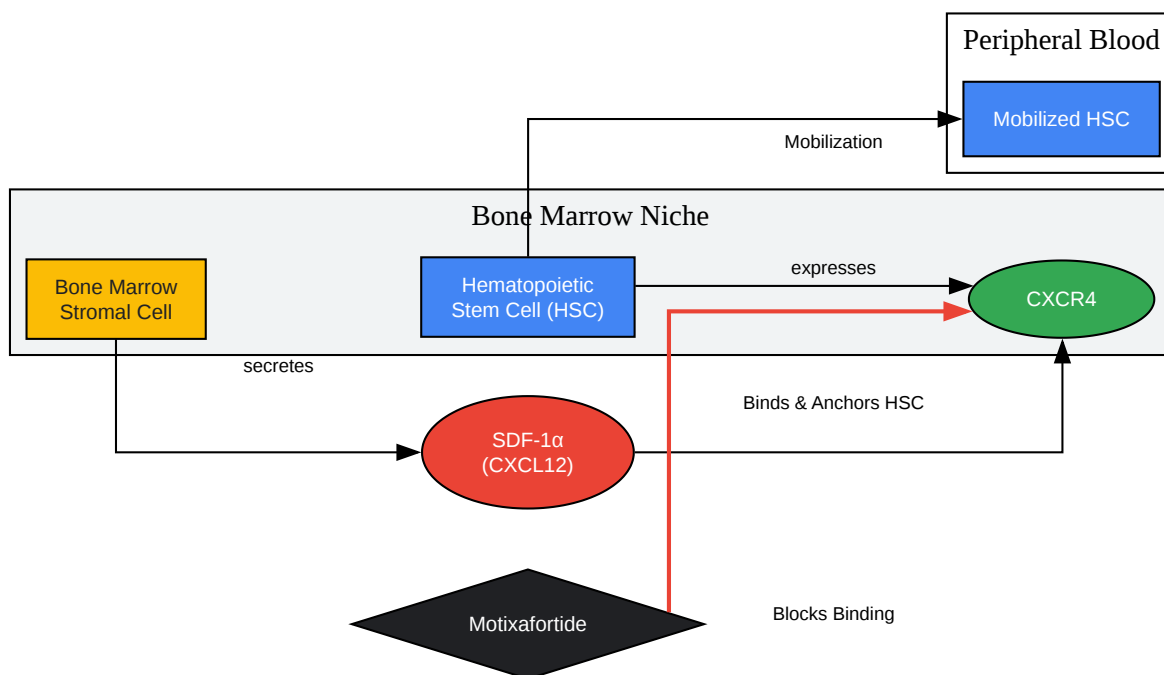 Peripheral Blood
Mobilized HSC
Mobilization
Bone Marrow Niche
Bone Marrow
Stromal Cell
Hematopoietic
Stem Cell (HSC)
expresses
CXCR4
secretes
SDF-1α
(CXCL12)
Binds & Anchors HSC
Motixafortide
Blocks Binding